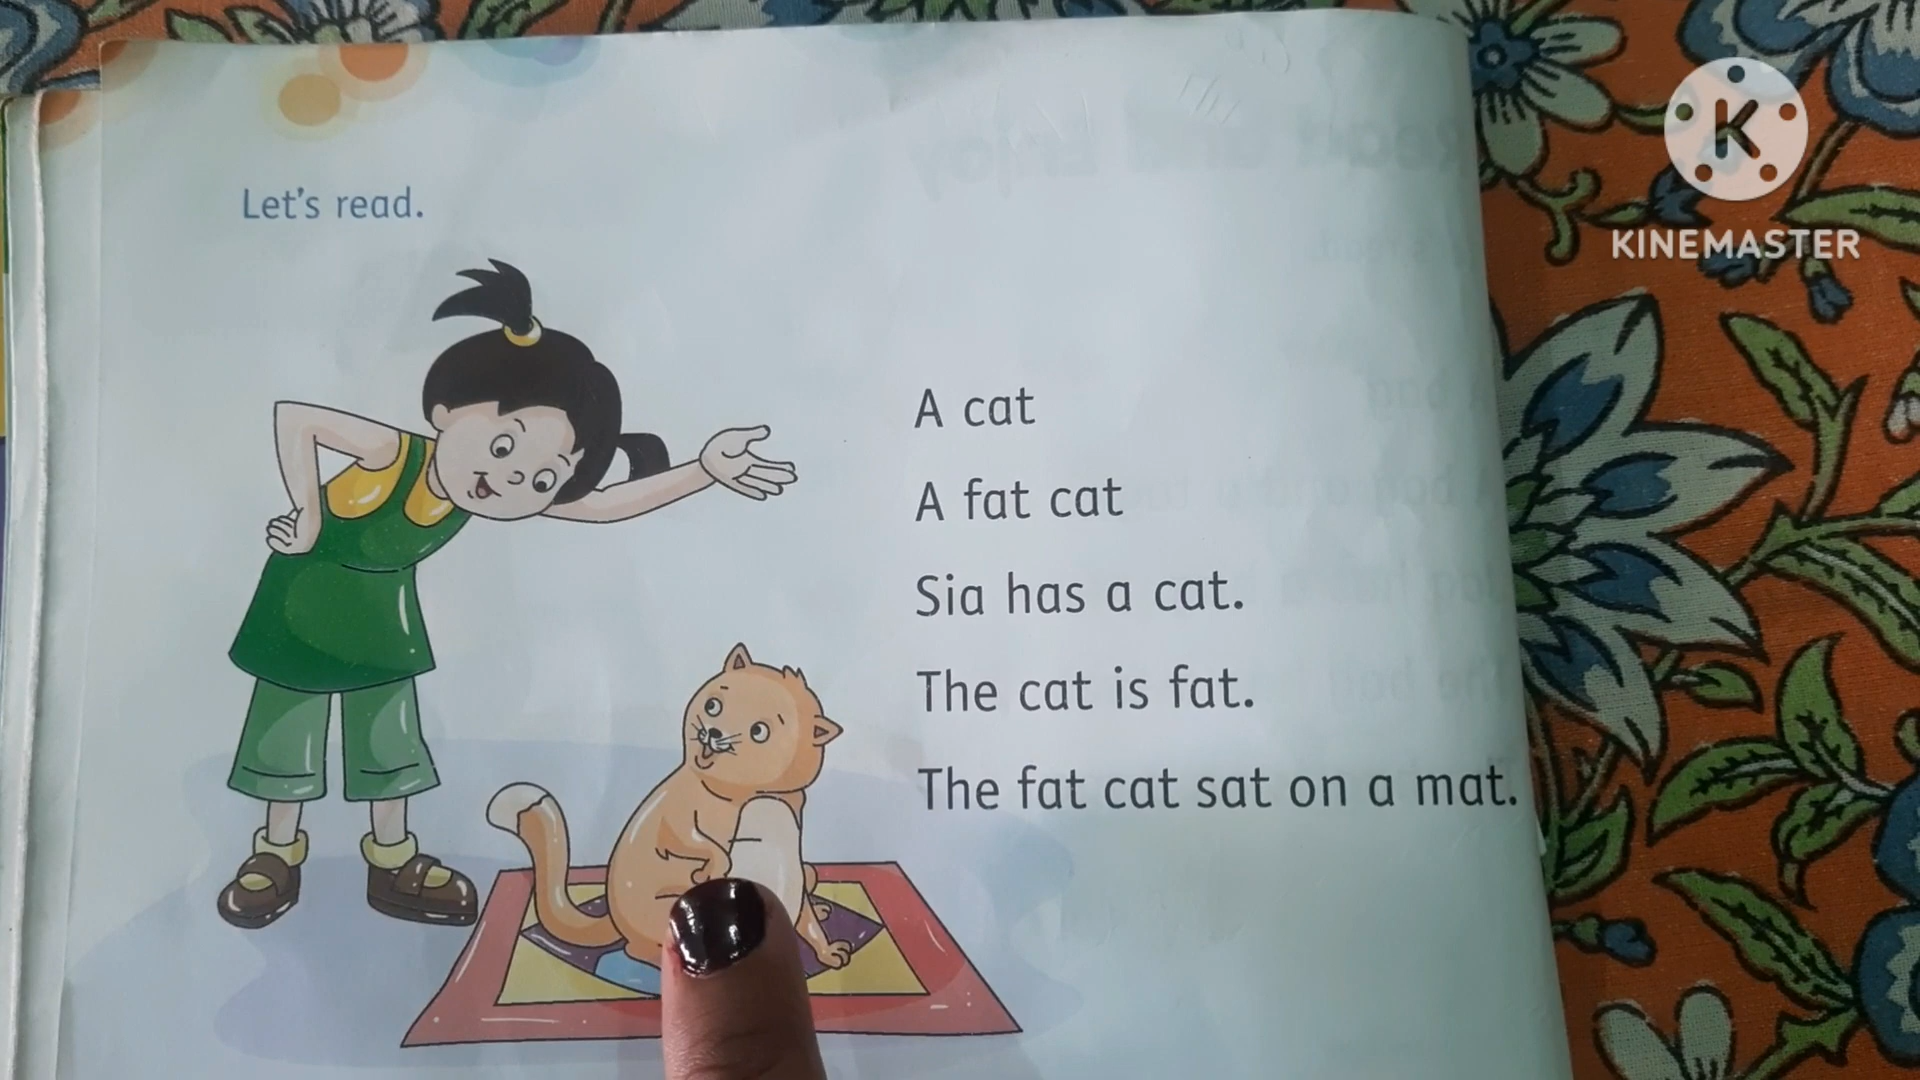 Let's read.
A cat
A fat cat
Sia has a cat.
The cat is fat.
The fat cat sat on a mat.
K
KINEMASTER